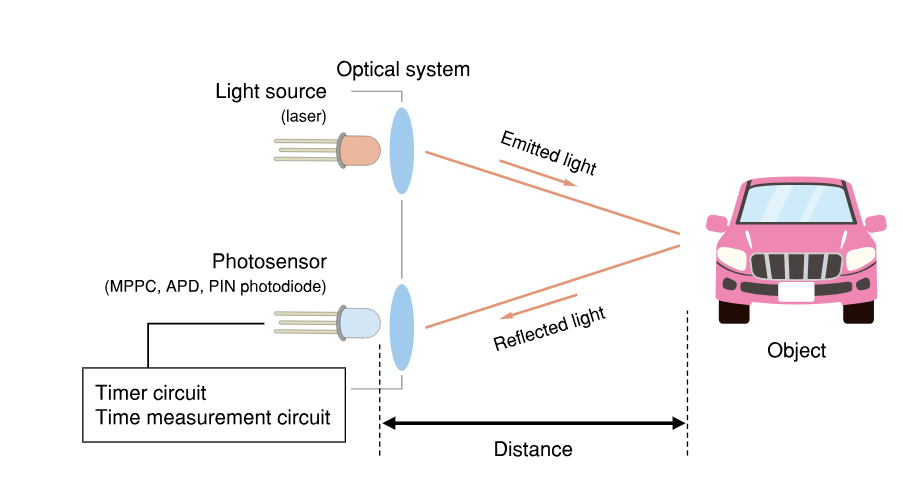 Optical system
Light source
(laser)
Emitted light
Photosensor
(MPPC, APD, PIN photodiode)
Reflected light
Object
Timer circuit
Time measurement circuit
Distance